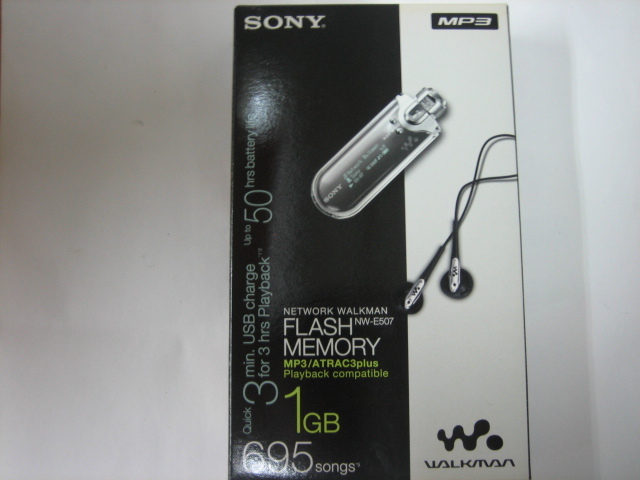 SONY
MP3
SONY
Quick 3 min. USB charge
for 3 hrs Playback
Up to 50 hrs battery life
NETWORK WALKMAN
FLASH NW-E507
MEMORY
MP3/ATRAC3plus
Playback compatible
1GB
695 songs
WALKMAN